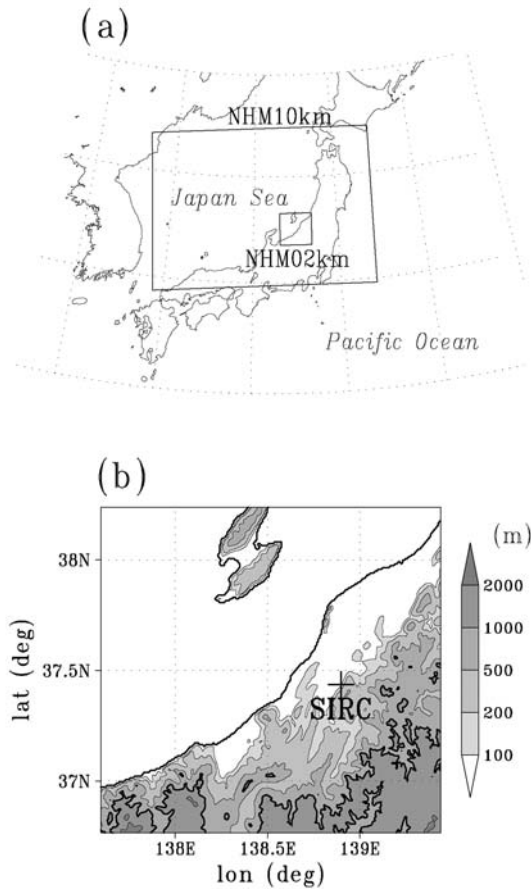 (a)
NHM10km
Japan Sea
NHM02km
Pacific Ocean
(b)
(m)
38N
37.5N
37N
lat (deg)
SIRC
2000
1000
500
200
100
138E
138.5E
139E
lon (deg)